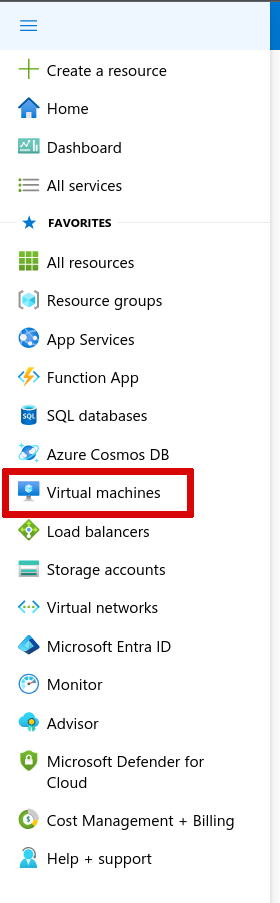 Create a resource
Home
Dashboard
All services
FAVORITES
All resources
Resource groups
App Services
Function App
SQL databases
Azure Cosmos DB
Virtual machines
Load balancers
Storage accounts
Virtual networks
Microsoft Entra ID
Monitor
Advisor
Microsoft Defender for
Cloud
Cost Management + Billing
Help + support